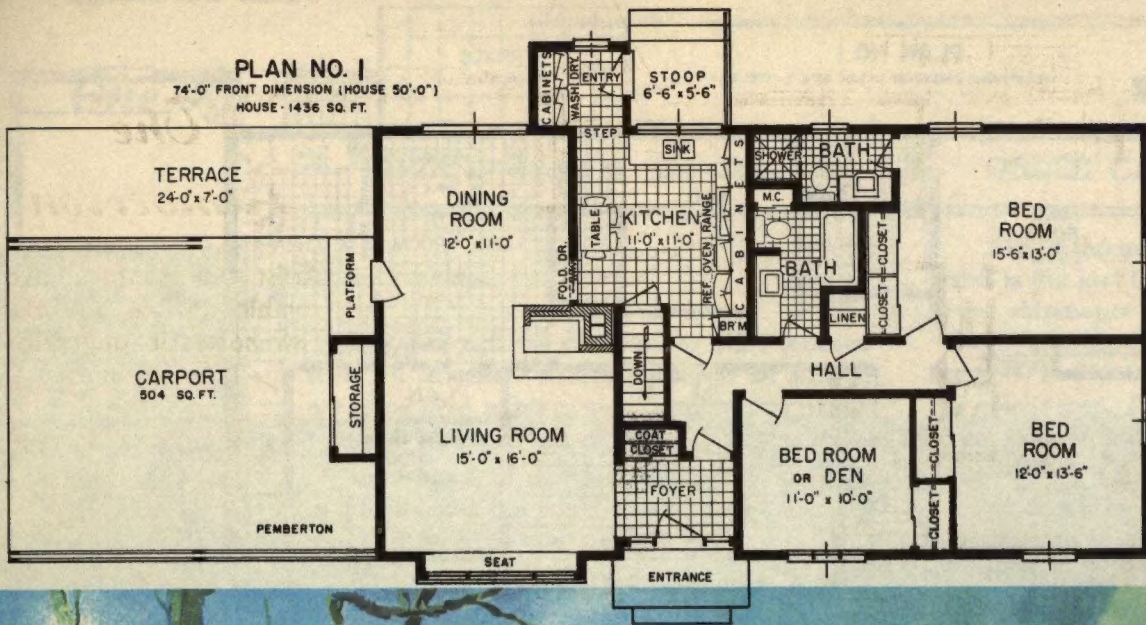 PLAN NO. 1
74'-0" FRONT DIMENSION (HOUSE 50'-0")
HOUSE - 1436 SQ. FT.
TERRACE
24'-0" x 7'-0"
CARPORT
504 SQ. FT.
PEMBERTON
PLATFORM
STORAGE
DINING
ROOM
12'-0" x 11'-0"
LIVING ROOM
15'-0" x 16'-0"
SEAT
CABINETS
WASH. DRY.
ENTRY
STOOP
6'-6" x 5'-6"
STEP
SINK
TABLE
KITCHEN
11'-0" x 11'-0"
FOLD. DR.
REF. OVEN RANGE
CABINETS
BR'M
DOWN
COAT
CLOSET
FOYER
ENTRANCE
SHOWER
BATH
M.C.
BATH
LINEN
CLOSET
CLOSET
HALL
BED
ROOM
15'-6" x 13'-0"
BED ROOM
OR DEN
11'-0" x 10'-0"
CLOSET
CLOSET
BED
ROOM
12'-0" x 13'-6"